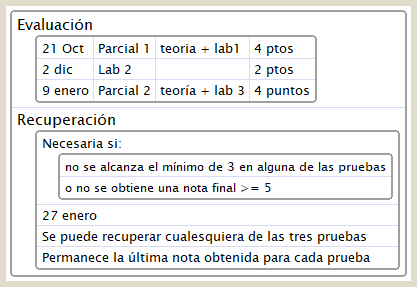 Evaluación
21 Oct Parcial 1 teoria + lab1 4 ptos
2 dic Lab 2 2 ptos
9 enero Parcial 2 teoría + lab 3 4 puntos
Recuperación
Necesaria si:
no se alcanza el mínimo de 3 en alguna de las pruebas
o no se obtiene una nota final >= 5
27 enero
Se puede recuperar cualesquiera de las tres pruebas
Permanece la última nota obtenida para cada prueba